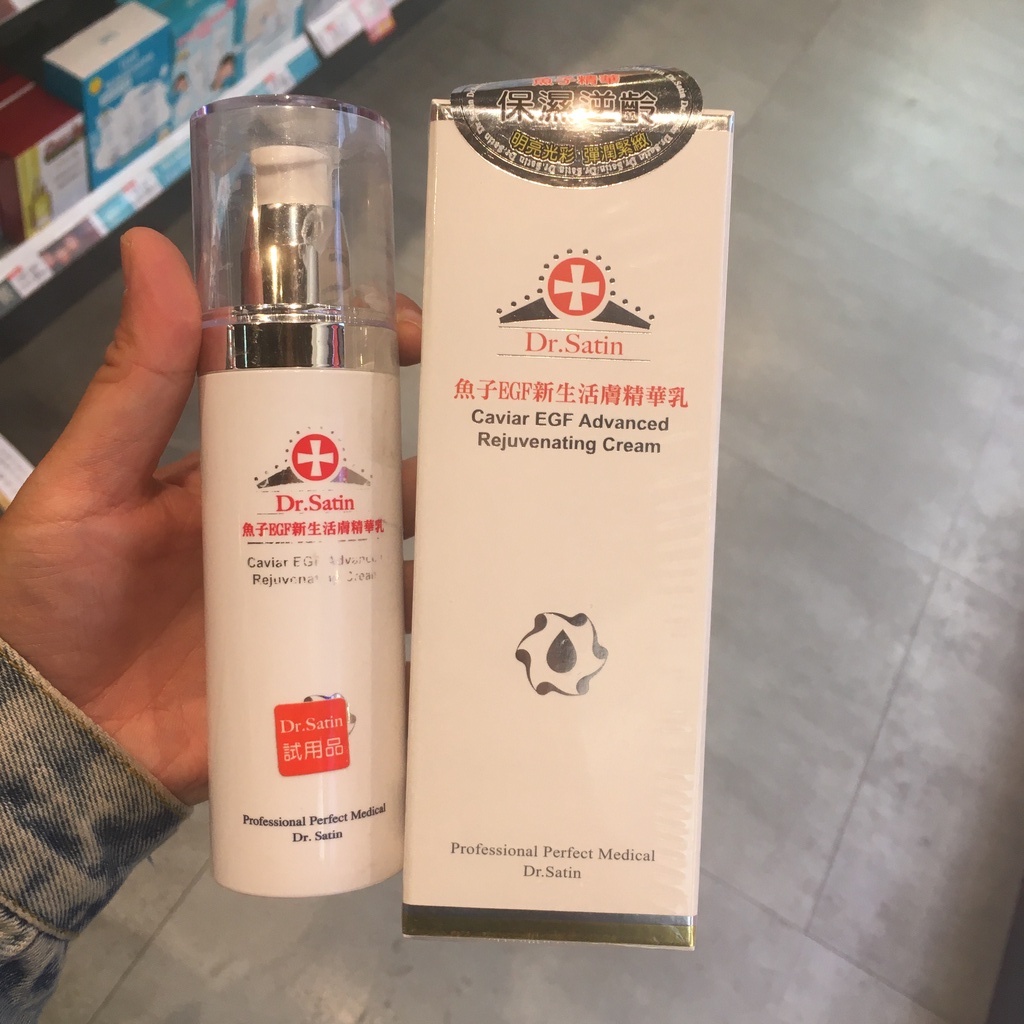 保濕逆齡
明亮光彩·彈潤緊緻
Dr.Satin
魚子EGF新生活膚精華乳
Caviar EGF Advanced
Rejuvenating Cream
Professional Perfect Medical
Dr.Satin
Dr.Satin
魚子EGF新生活膚精華乳
Caviar EGF Advanced
Rejuvenating Cream
Dr.Satin
試用品
Professional Perfect Medical
Dr. Satin